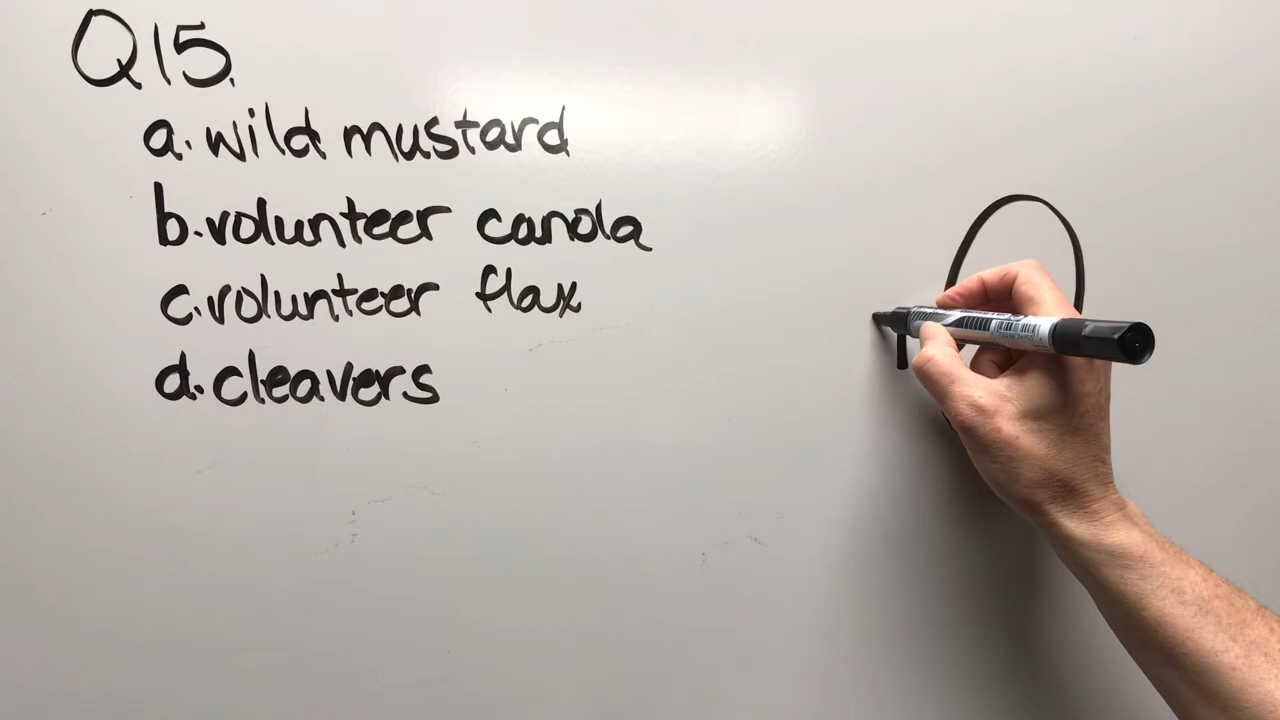 Q15.
a. wild mustard
b. volunteer canola
c. volunteer flax
d. cleavers